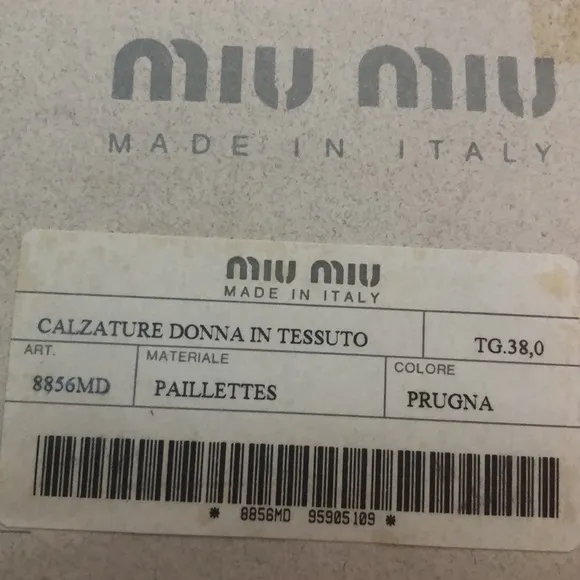 MIU MIU
MADE IN ITALY
MIU MIU
MADE IN ITALY
CALZATURE DONNA IN TESSUTO
TG.38,0
ART.
8856MD
MATERIALE
PAILLETTES
COLORE
PRUGNA
* 8856MD 95905109 *